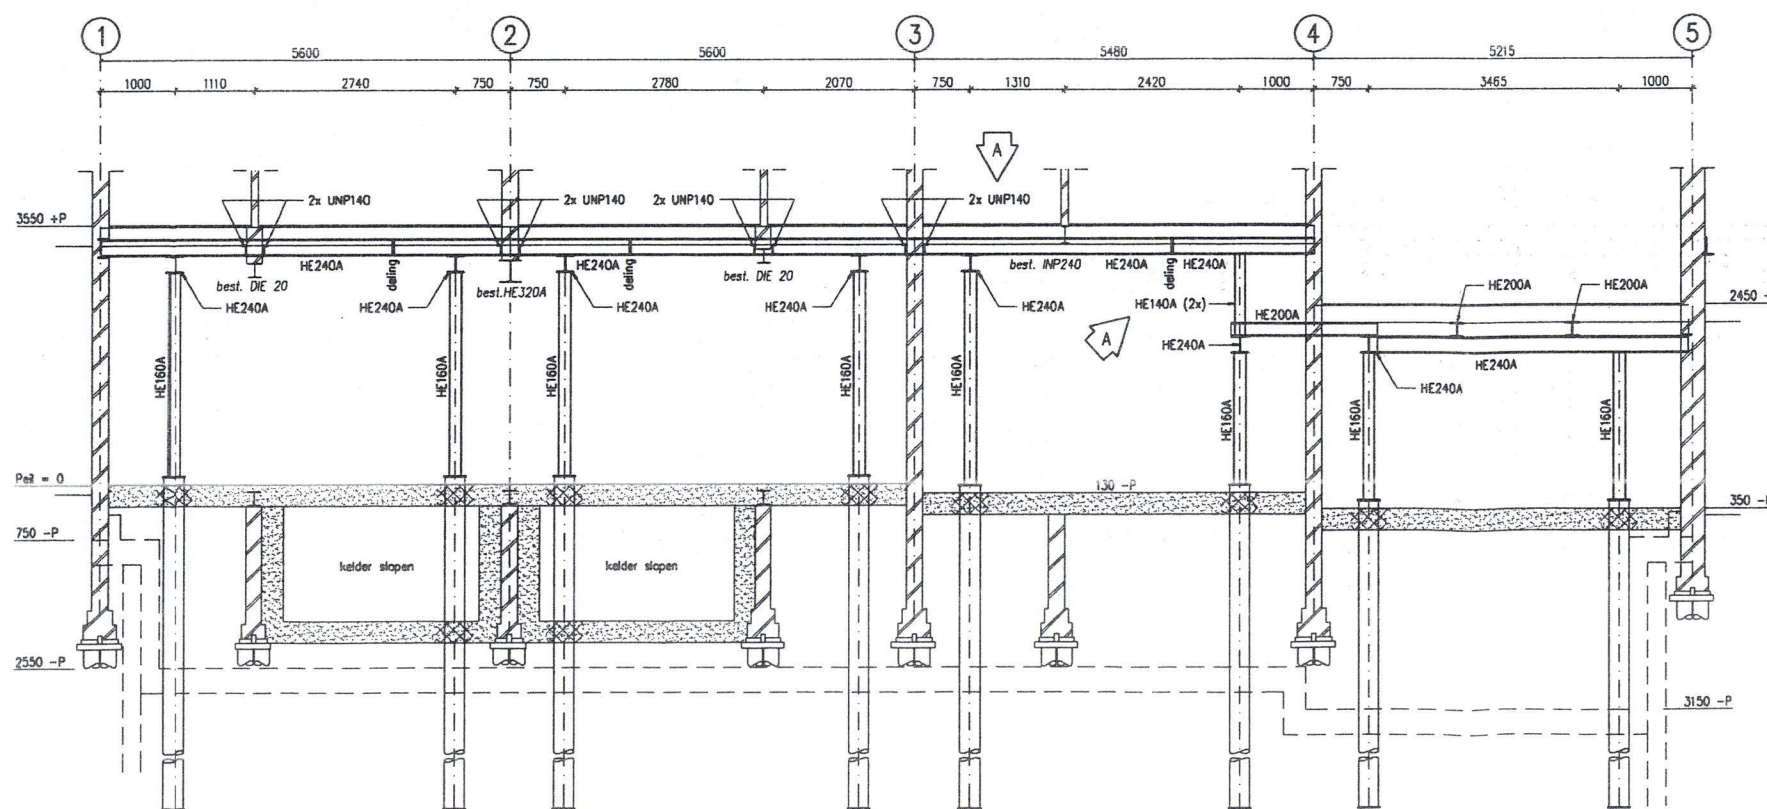 1 2 3 4 5
5600 5600 5480 5215
1000 1110 2740 750 750 2780 2070 750 1310 2420 1000 750 3465 1000
A
2x UNP140 2x UNP140 2x UNP140 2x UNP140
3550 +P
HE240A deling HE240A deling best. INP240 HE240A deling HE240A
best. DIE 20 best.HE320A best. DIE 20
HE200A HE200A
HE240A HE240A HE240A HE240A HE240A HE140A (2x) 2450
HE200A
A
HE240A
HE240A
HE240A
HE160A HE160A HE160A HE160A HE160A HE160A HE160A HE160A
Peil = 0
130 -P
350 -P
750 -P
kelder slopen kelder slopen
2550 -P
3150 -P